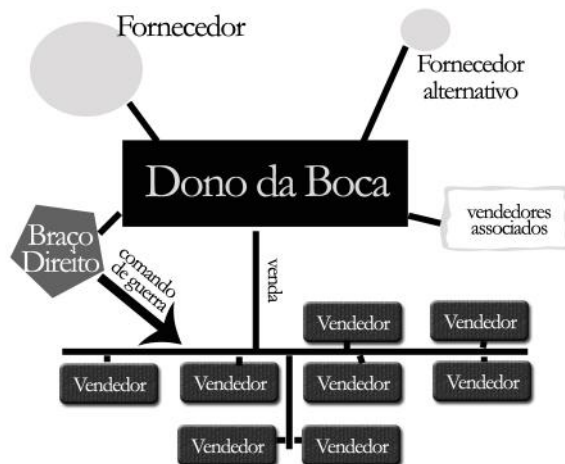 Fornecedor
Fornecedor
alternativo
Dono da Boca
vendedores
associados
Braço
Direito
comando
de guerra
venda
Vendedor
Vendedor
Vendedor
Vendedor
Vendedor
Vendedor
Vendedor
Vendedor